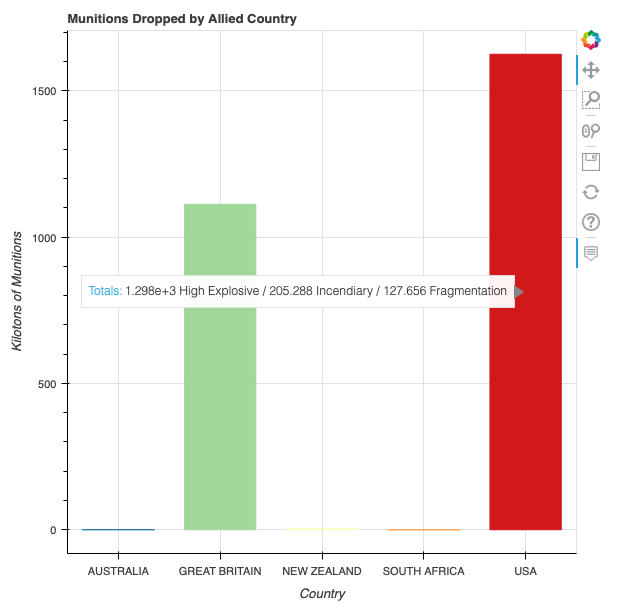 Munitions Dropped by Allied Country
1500
1000
500
0
Kilotons of Munitions
Totals: 1.298e+3 High Explosive / 205.288 Incendiary / 127.656 Fragmentation
AUSTRALIA
GREAT BRITAIN
NEW ZEALAND
SOUTH AFRICA
USA
Country